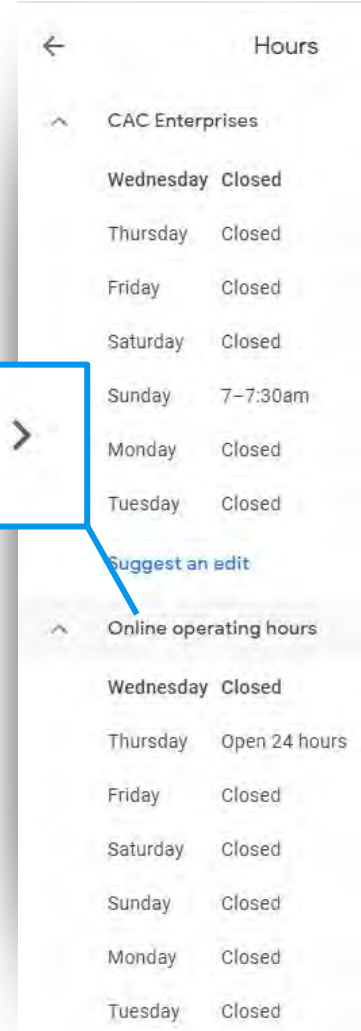 Hours
CAC Enterprises
Wednesday Closed
Thursday Closed
Friday Closed
Saturday Closed
Sunday 7–7:30am
Monday Closed
Tuesday Closed
Suggest an edit
Online operating hours
Wednesday Closed
Thursday Open 24 hours
Friday Closed
Saturday Closed
Sunday Closed
Monday Closed
Tuesday Closed